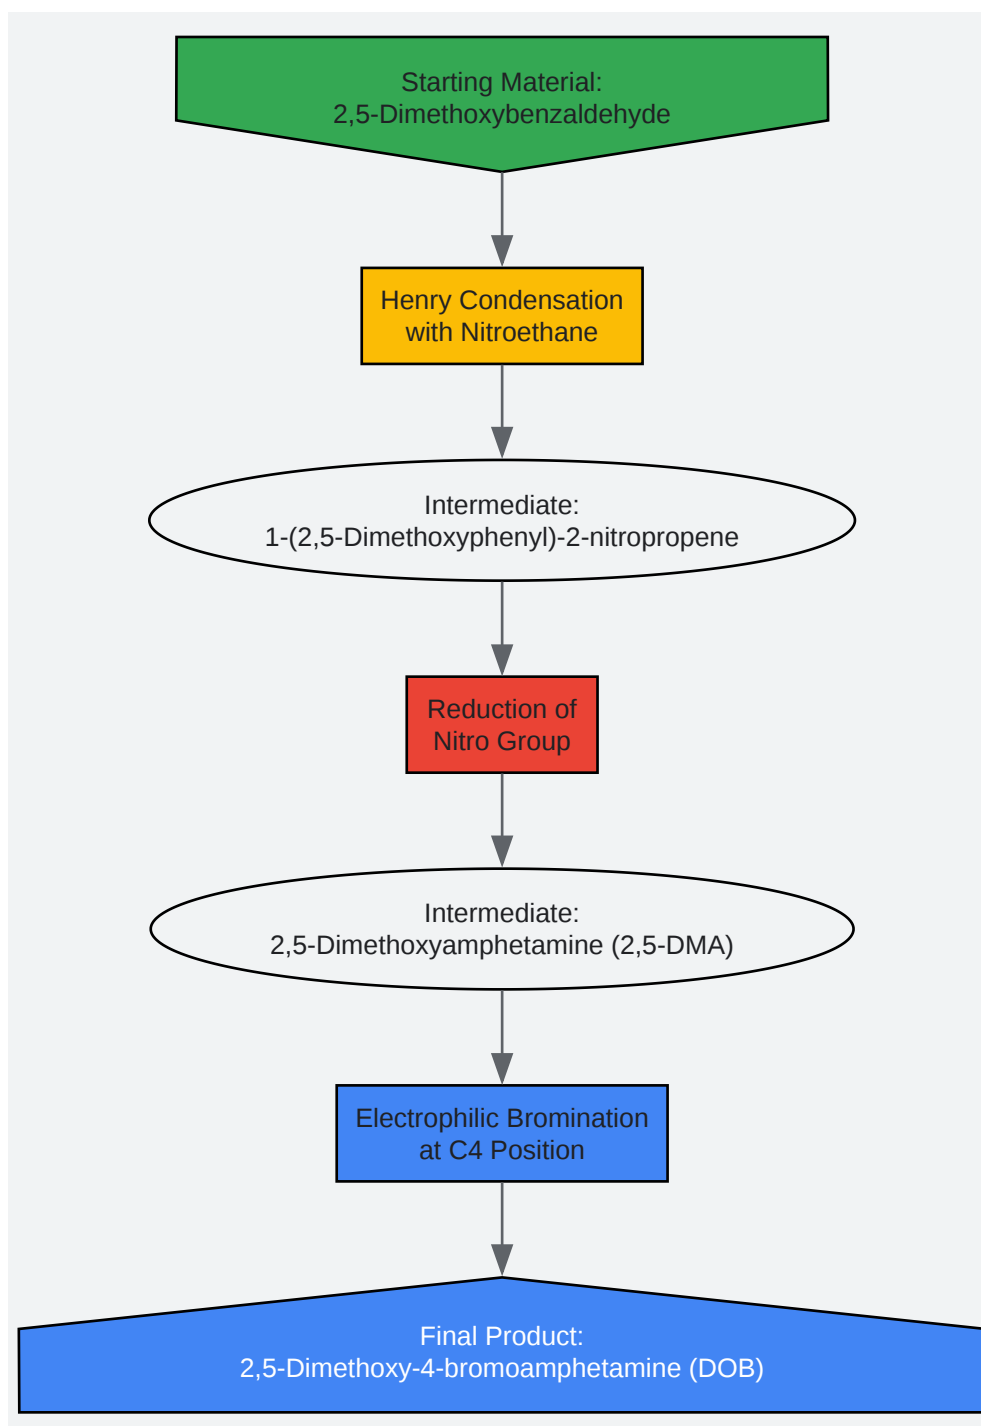 Starting Material:
2,5-Dimethoxybenzaldehyde
Henry Condensation
with Nitroethane
Intermediate:
1-(2,5-Dimethoxyphenyl)-2-nitropropene
Reduction of
Nitro Group
Intermediate:
2,5-Dimethoxyamphetamine (2,5-DMA)
Electrophilic Bromination
at C4 Position
Final Product:
2,5-Dimethoxy-4-bromoamphetamine (DOB)